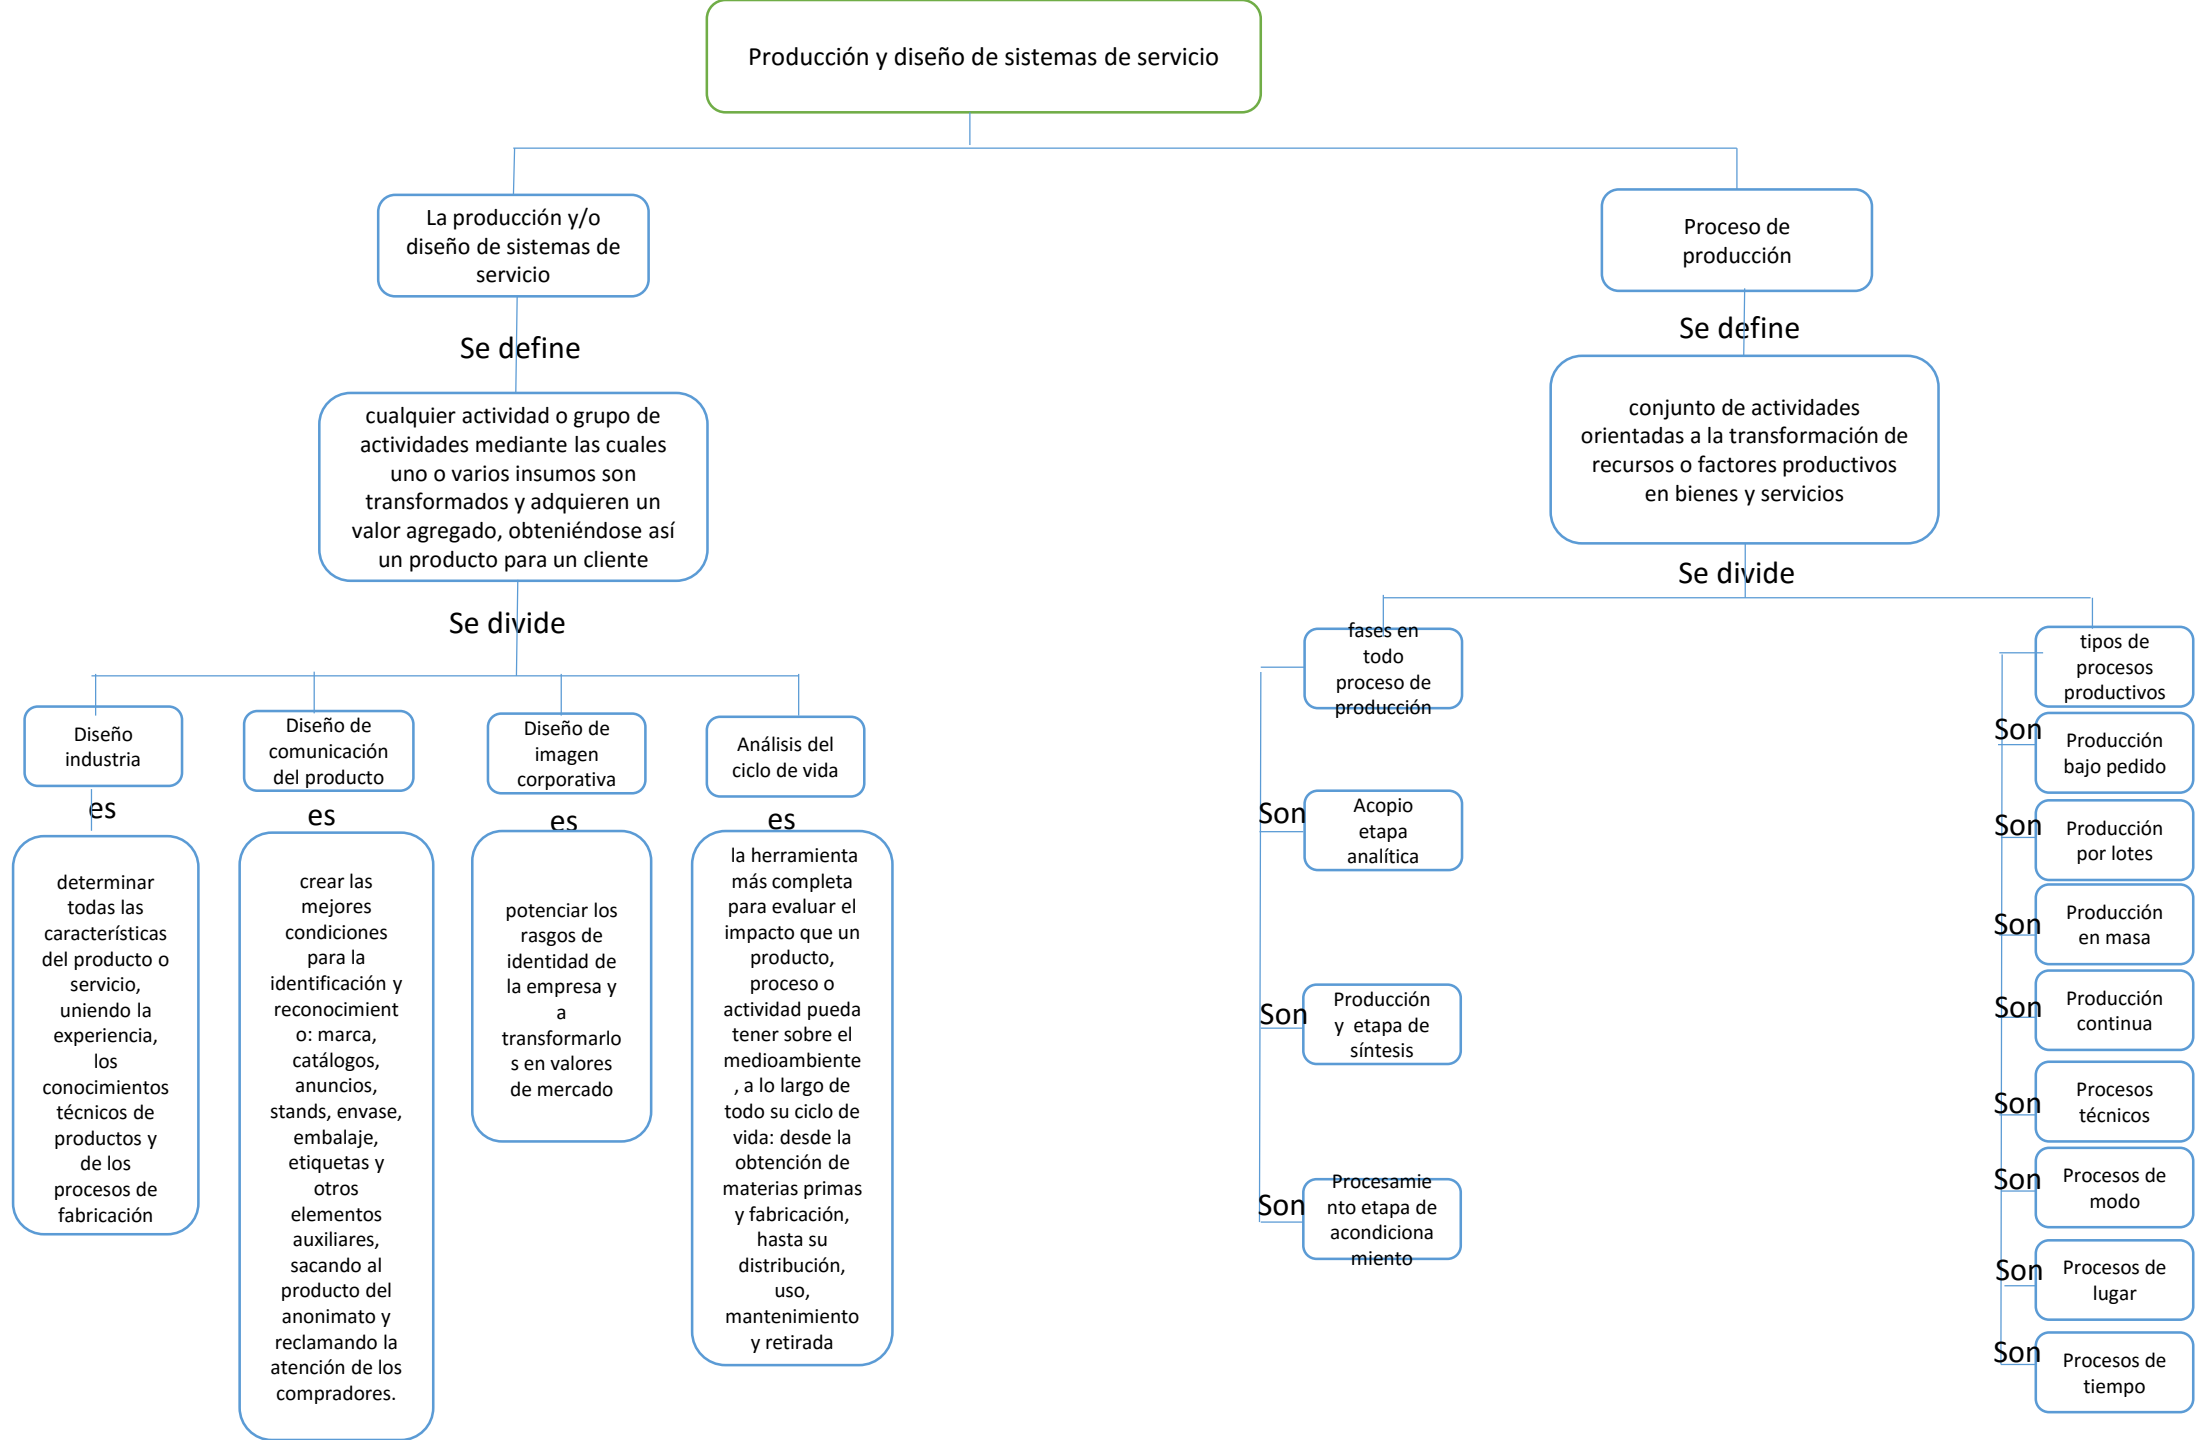 Producción y diseño de sistemas de servicio
La producción y/o
diseño de sistemas de
servicio
Se define
cualquier actividad o grupo de
actividades mediante las cuales
uno o varios insumos son
transformados y adquieren un
valor agregado, obteniéndose así
un producto para un cliente
Se divide
Diseño
industria
es
determinar
todas las
características
del producto o
servicio,
uniendo la
experiencia,
los
conocimientos
técnicos de
productos y
de los
procesos de
fabricación
Diseño de
comunicación
del producto
es
crear las
mejores
condiciones
para la
identificación y
reconocimient
o: marca,
catálogos,
anuncios,
stands, envase,
embalaje,
etiquetas y
otros
elementos
auxiliares,
sacando al
producto del
anonimato y
reclamando la
atención de los
compradores.
Diseño de
imagen
corporativa
es
potenciar los
rasgos de
identidad de
la empresa y
a
transformarlo
s en valores
de mercado
Análisis del
ciclo de vida
es
la herramienta
más completa
para evaluar el
impacto que un
producto,
proceso o
actividad pueda
tener sobre el
medioambiente
, a lo largo de
todo su ciclo de
vida: desde la
obtención de
materias primas
y fabricación,
hasta su
distribución,
uso,
mantenimiento
y retirada
Proceso de
producción
Se define
conjunto de actividades
orientadas a la transformación de
recursos o factores productivos
en bienes y servicios
Se divide
fases en
todo
proceso de
producción
Son
Acopio
etapa
analítica
Son
Producción
y etapa de
síntesis
Son
Procesamie
nto etapa de
acondiciona
miento
tipos de
procesos
productivos
Son
Producción
bajo pedido
Son
Producción
por lotes
Son
Producción
en masa
Son
Producción
continua
Son
Procesos
técnicos
Son
Procesos de
modo
Son
Procesos de
lugar
Son
Procesos de
tiempo